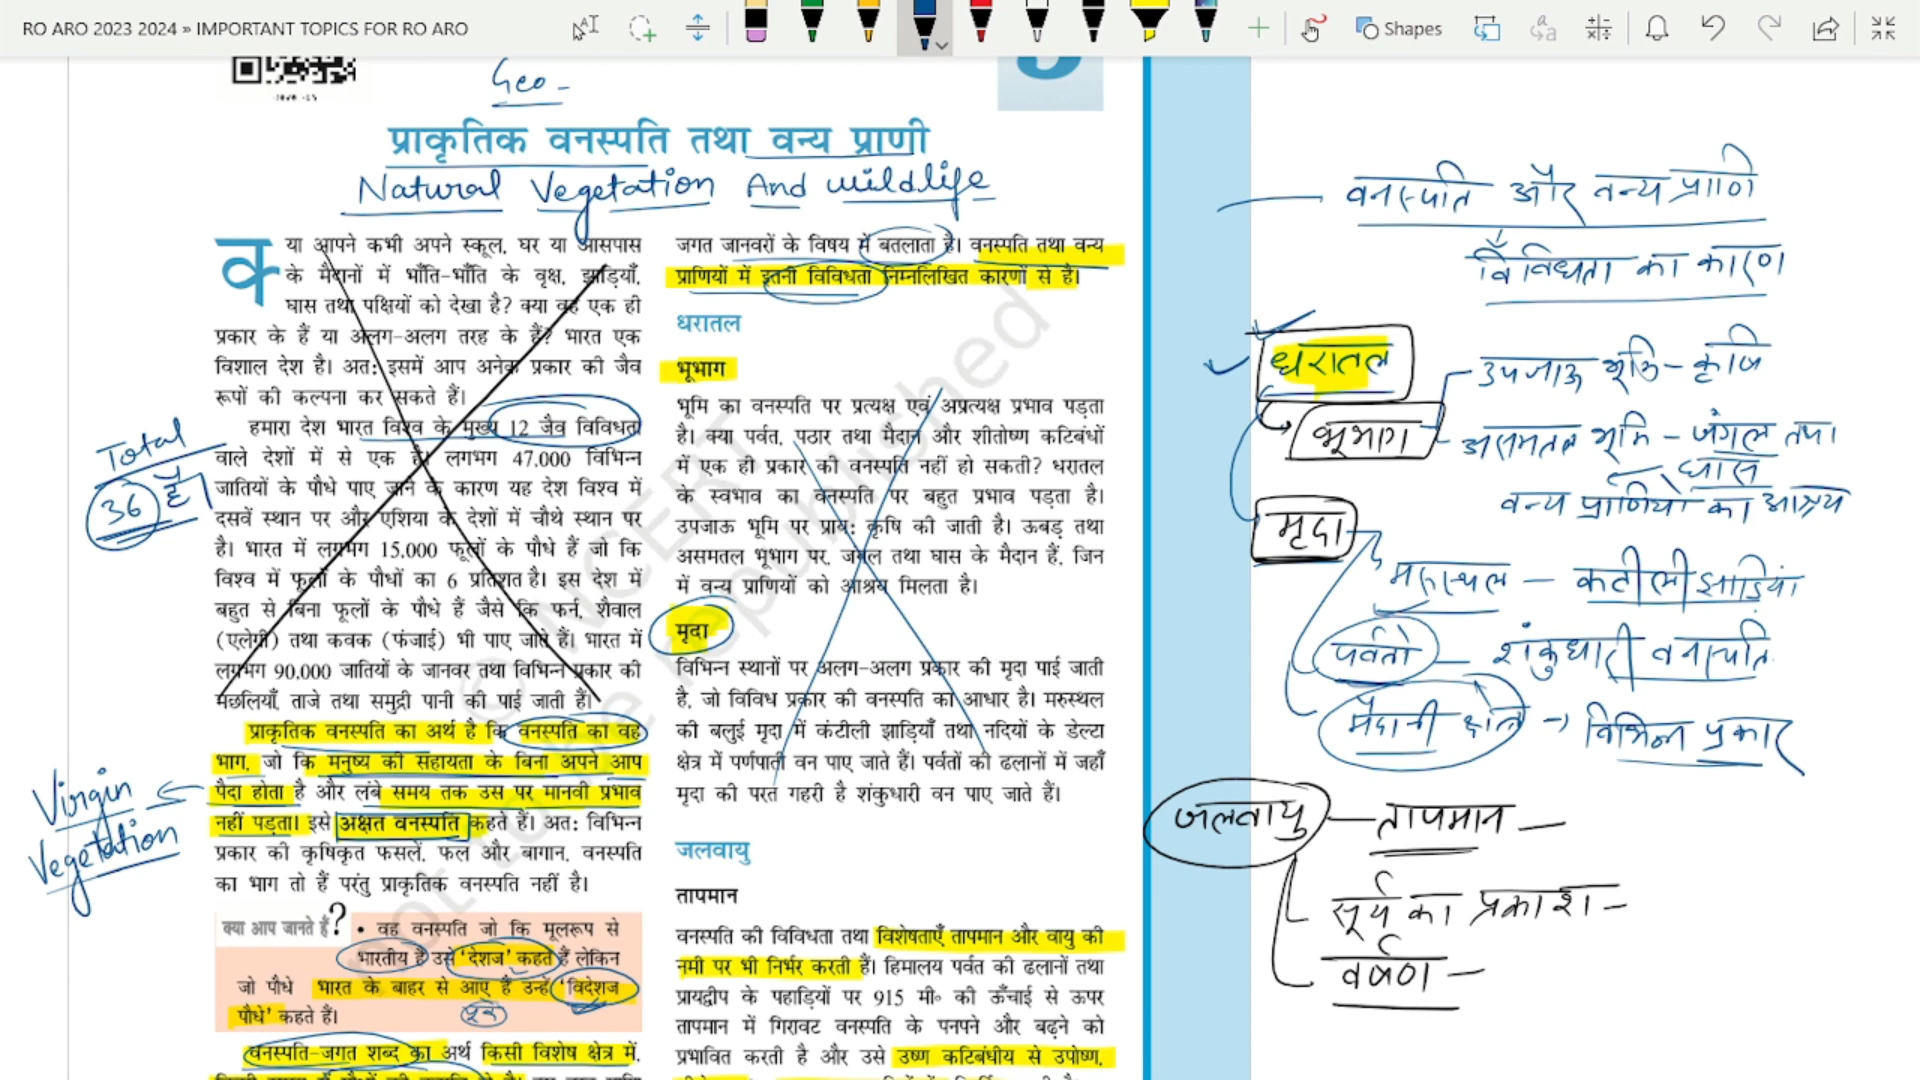 RO ARO 2023 2024 » IMPORTANT TOPICS FOR RO ARO
Shapes
Geo -
प्राकृतिक वनस्पति तथा वन्य प्राणी
Natural Vegetation And wildlife
क्या आपने कभी अपने स्कूल, घर या आसपास
के मैदानों में भाँति-भाँति के वृक्ष, झाड़ियाँ,
घास तथा पक्षियों को देखा है? क्या वह एक ही
प्रकार के हैं या अलग-अलग तरह के हैं? भारत एक
विशाल देश है। अत: इसमें आप अनेक प्रकार की जैव
रूपों की कल्पना कर सकते हैं।
हमारा देश भारत विश्व के मुख्य 12 जैव विविधता
वाले देशों में से एक है। लगभग 47,000 विभिन्न
जातियों के पौधे पाए जाने के कारण यह देश विश्व में
दसवें स्थान पर और एशिया के देशों में चौथे स्थान पर
है। भारत में लगभग 15,000 फूलों के पौधे हैं जो कि
विश्व में फूलों के पौधों का 6 प्रतिशत है। इस देश में
बहुत से बिना फूलों के पौधे हैं जैसे कि फर्न, शैवाल
(एलेगी) तथा कवक (फंजाई) भी पाए जाते हैं। भारत में
लगभग 90,000 जातियों के जानवर तथा विभिन्न प्रकार की
मछलियाँ, ताजे तथा समुद्री पानी की पाई जाती हैं।
प्राकृतिक वनस्पति का अर्थ है कि वनस्पति का वह
भाग, जो कि मनुष्य की सहायता के बिना अपने आप
पैदा होता है और लंबे समय तक उस पर मानवी प्रभाव
नहीं पड़ता। इसे अक्षत वनस्पति कहते हैं। अत: विभिन्न
प्रकार की कृषिकृत फसलें, फल और बागान, वनस्पति
का भाग तो हैं परंतु प्राकृतिक वनस्पति नहीं है।
क्या आप जानते हैं? • वह वनस्पति जो कि मूलरूप से
भारतीय है उसे 'देशज' कहते हैं लेकिन
जो पौधे भारत के बाहर से आए हैं उन्हें 'विदेशज
पौधे' कहते हैं।
वनस्पति-जगत शब्द का अर्थ किसी विशेष क्षेत्र में,
Total
36 है
Virgin
Vegetation
जगत जानवरों के विषय में बतलाता है। वनस्पति तथा वन्य
प्राणियों में इतनी विविधता निम्नलिखित कारणों से है।
धरातल
भूभाग
भूमि का वनस्पति पर प्रत्यक्ष एवं अप्रत्यक्ष प्रभाव पड़ता
है। क्या पर्वत, पठार तथा मैदान और शीतोष्ण कटिबंधों
में एक ही प्रकार की वनस्पति नहीं हो सकती? धरातल
के स्वभाव का वनस्पति पर बहुत प्रभाव पड़ता है।
उपजाऊ भूमि पर प्राय: कृषि की जाती है। ऊबड़ तथा
असमतल भूभाग पर, जंगल तथा घास के मैदान हैं, जिन
में वन्य प्राणियों को आश्रय मिलता है।
मृदा
विभिन्न स्थानों पर अलग-अलग प्रकार की मृदा पाई जाती
है, जो विविध प्रकार की वनस्पति का आधार है। मरुस्थल
की बलुई मृदा में कंटीली झाड़ियाँ तथा नदियों के डेल्टा
क्षेत्र में पर्णपाती वन पाए जाते हैं। पर्वतों की ढलानों में जहाँ
मृदा की परत गहरी है शंकुधारी वन पाए जाते हैं।
जलवायु
तापमान
वनस्पति की विविधता तथा विशेषताएँ तापमान और वायु की
नमी पर भी निर्भर करती हैं। हिमालय पर्वत की ढलानों तथा
प्रायद्वीप के पहाड़ियों पर 915 मी॰ की ऊँचाई से ऊपर
तापमान में गिरावट वनस्पति के पनपने और बढ़ने को
प्रभावित करती है और उसे उष्ण कटिबंधीय से उपोष्ण,
© NCERT
not to be republished
वनस्पति और वन्य प्राणि
विविधता का कारण
धरातल
उपजाऊ भूमि - कृषि
भूभाग
असमतल भूमि - जंगल तथा
घास
वन्य प्राणियों का आश्रय
मृदा
मरुस्थल - कटीली झाड़ियां
पर्वतो - शंकुधारी वनस्पति
मैदानी क्षेत्र → विभिन्न प्रकार
जलवायु - तापमान -
सूर्य का प्रकाश -
वर्षण -